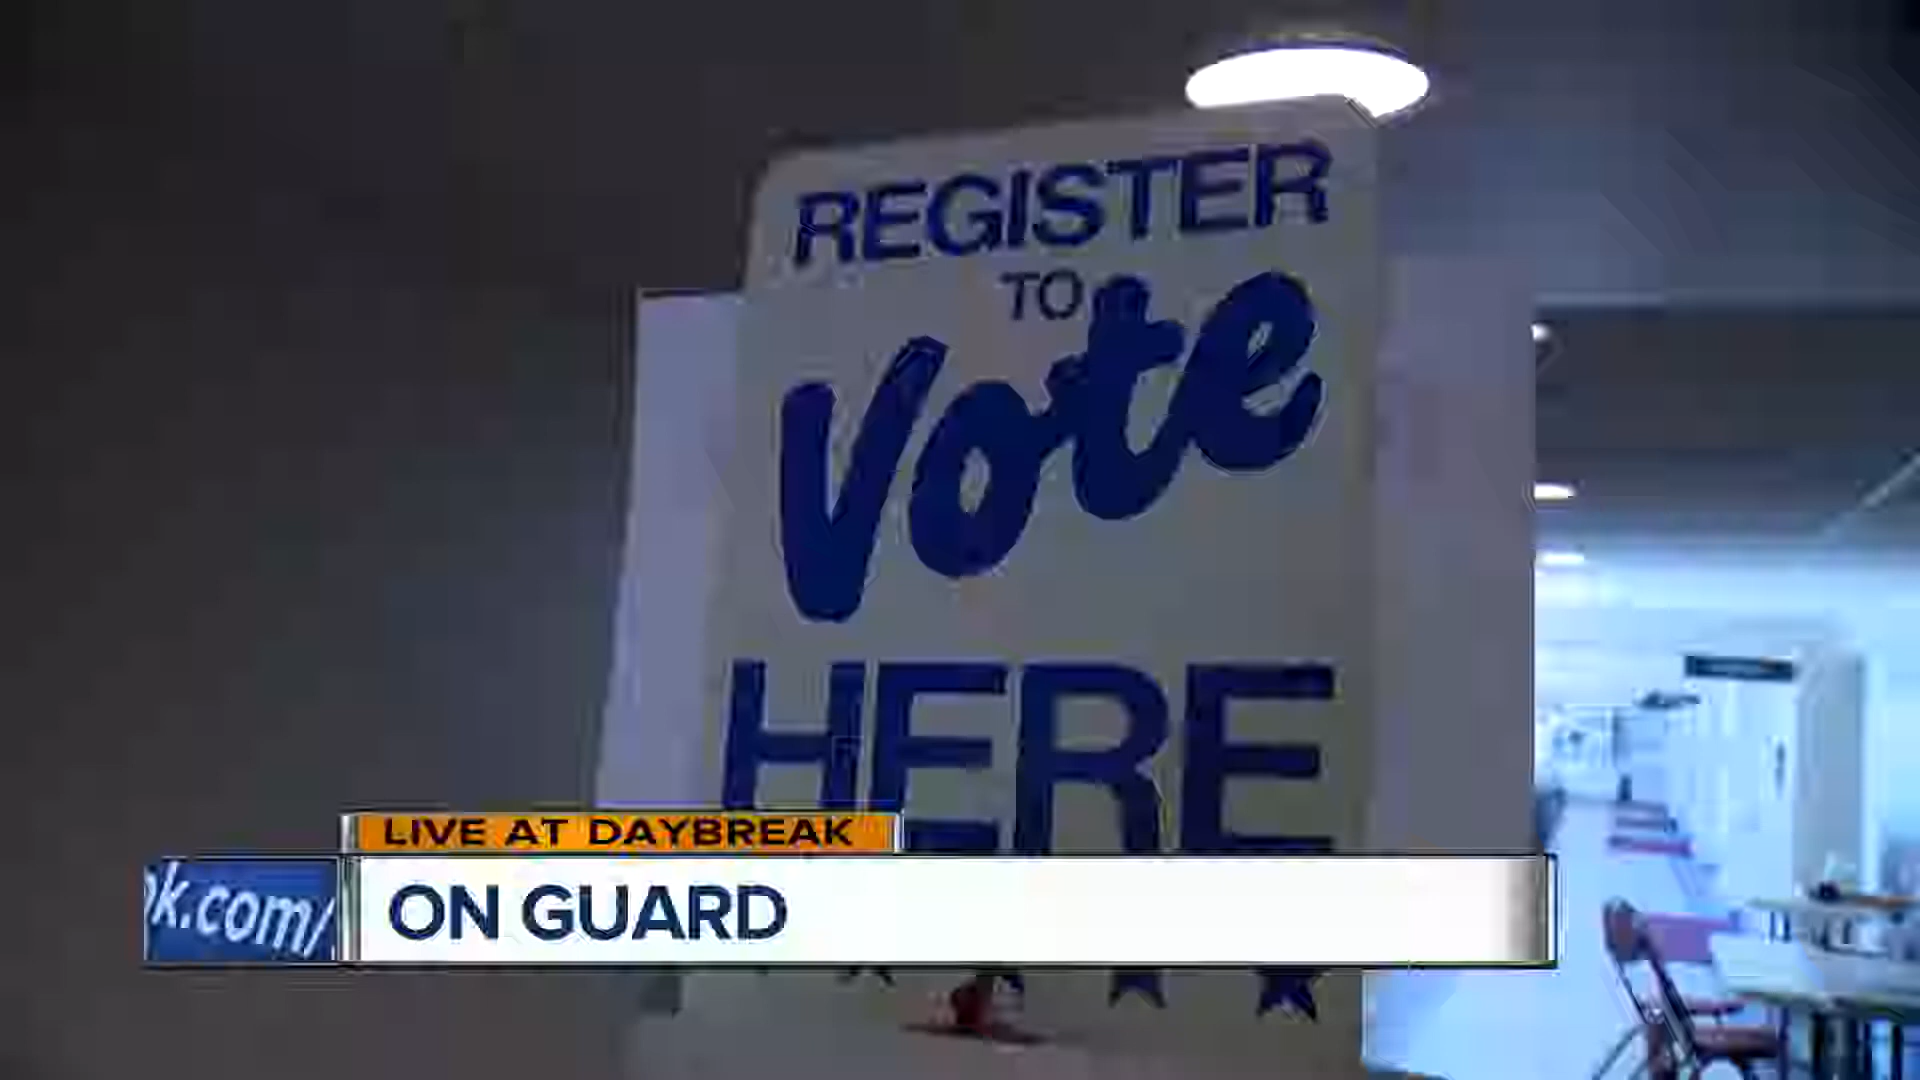 REGISTER
TO
Vote
HERE
LIVE AT DAYBREAK
k.com/
ON GUARD